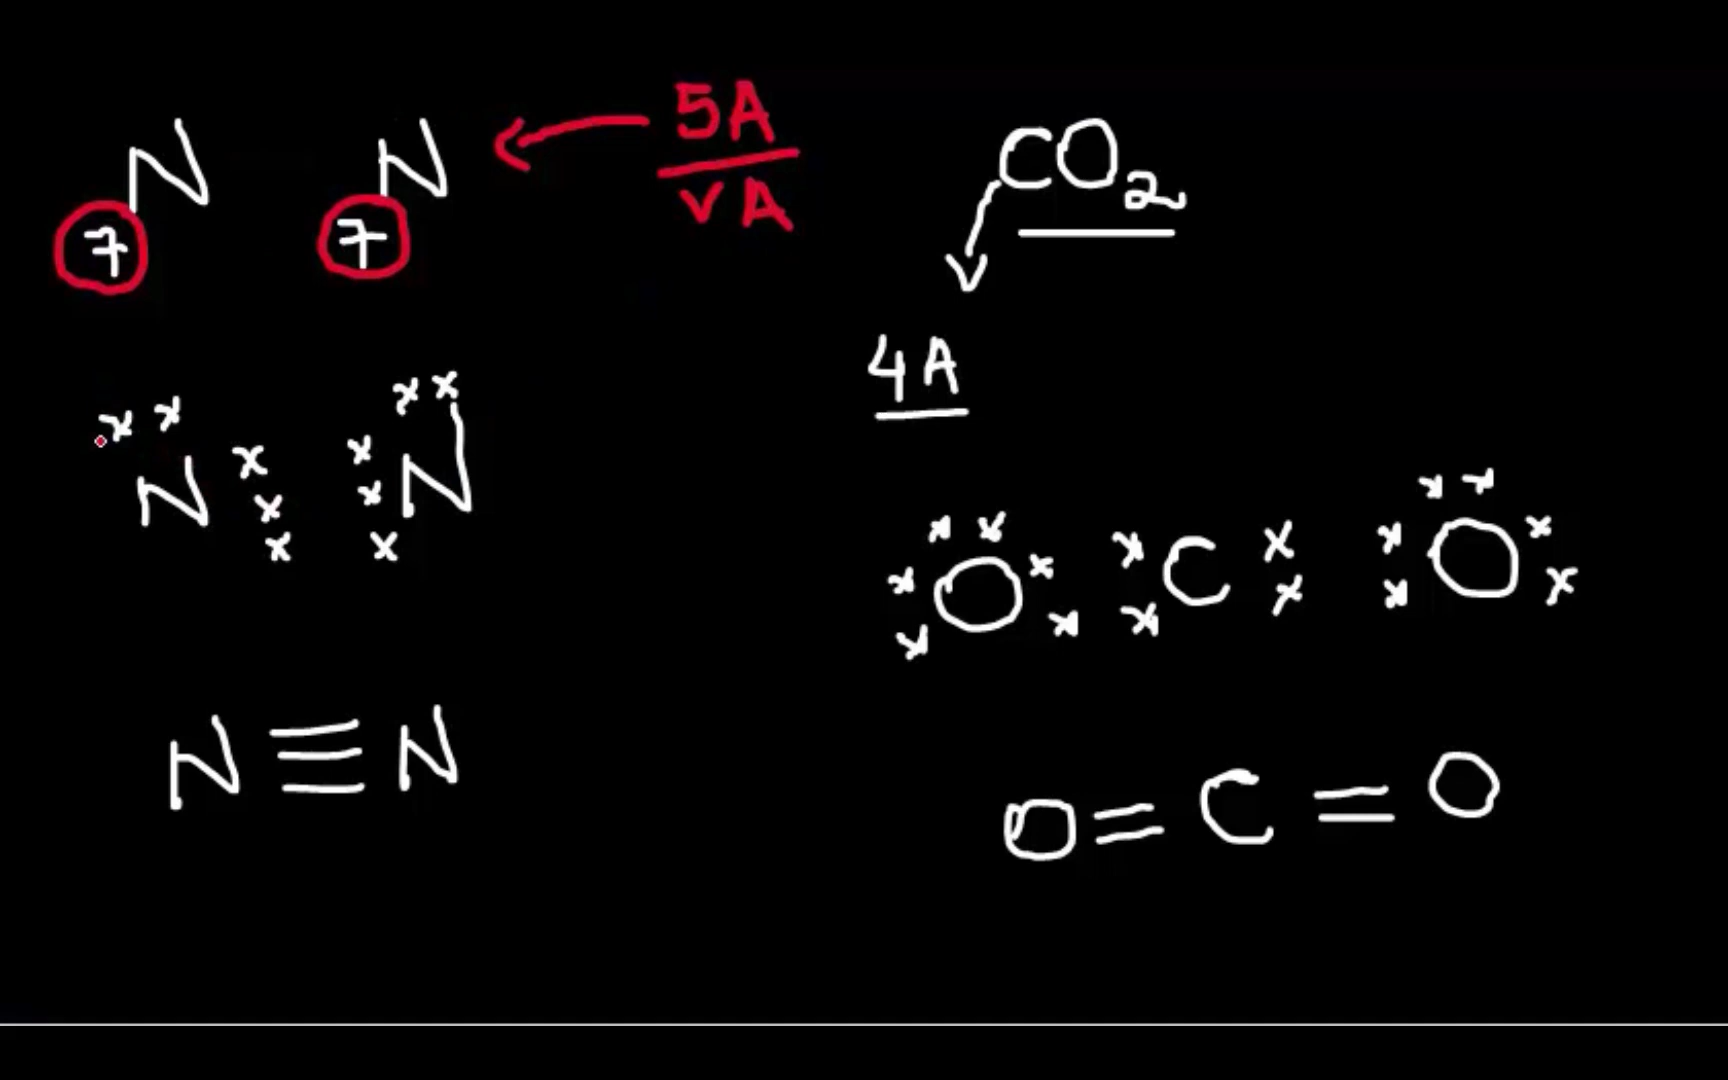 N N 5A
7 7 VA
x x x x
N x x x N
x x
x x
N ≡ N
CO₂
4A
x x x x x x
x O x x C x x O x
x x x x x x
O = C = O